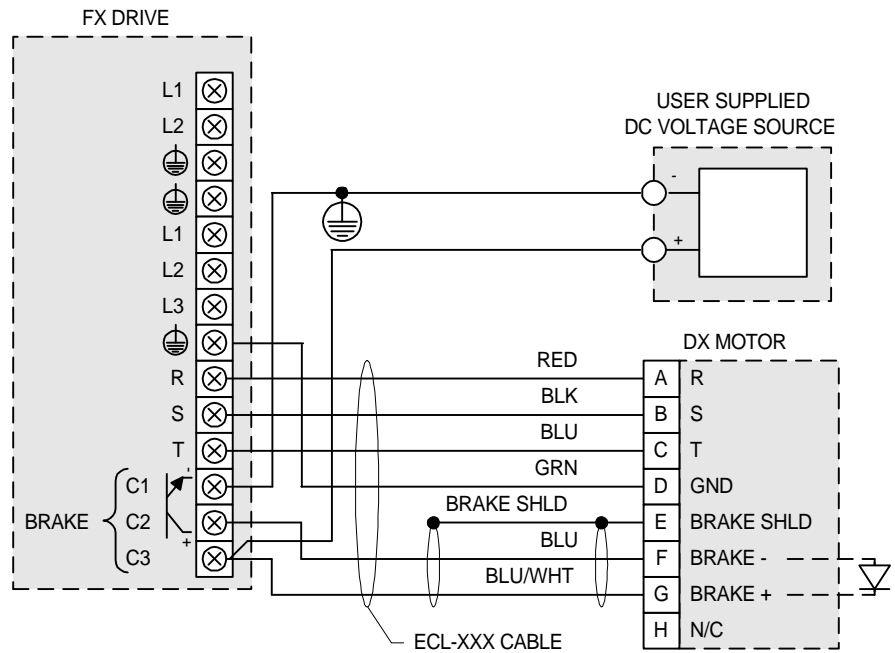 FX DRIVE
L1
L2
L1
L2
L3
R
S
T
BRAKE
C1
C2
C3
-
+
USER SUPPLIED
DC VOLTAGE SOURCE
-
+
DX MOTOR
RED
A R
BLK
B S
BLU
C T
GRN
D GND
BRAKE SHLD
E BRAKE SHLD
BLU
F BRAKE -
BLU/WHT
G BRAKE +
H N/C
ECL-XXX CABLE